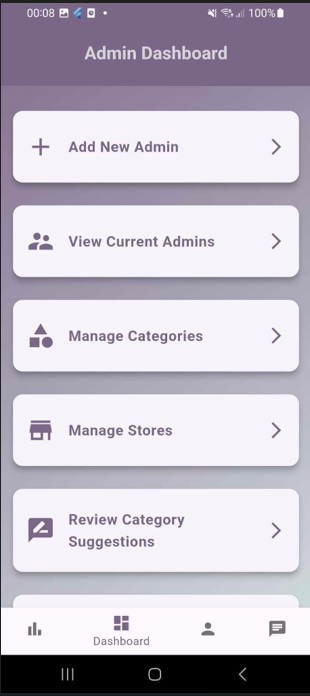 00:08 100%
Admin Dashboard
Add New Admin
View Current Admins
Manage Categories
Manage Stores
Review Category
Suggestions
Dashboard